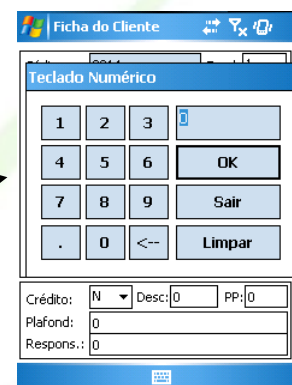 Ficha do Cliente
Teclado Numérico
1 2 3 0
4 5 6 OK
7 8 9 Sair
. 0 <-- Limpar
Crédito: N Desc: 0 PP: 0
Plafond: 0
Respons.: 0